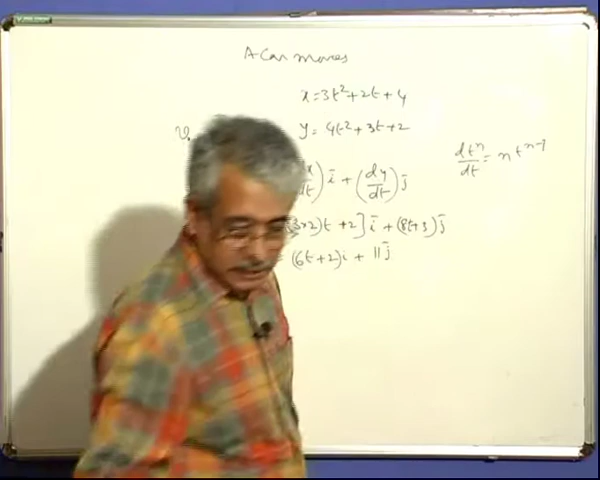 A Car moves
x = 3t² + 2t + 4
y = 4t² + 3t + 2
dtⁿ/dt = n tⁿ⁻¹
v.
) i̅ + (dy/dt) j̅
(3×2)t + 2] i̅ + (8t+3) j̅
= (6t+2) i + 11 j̅